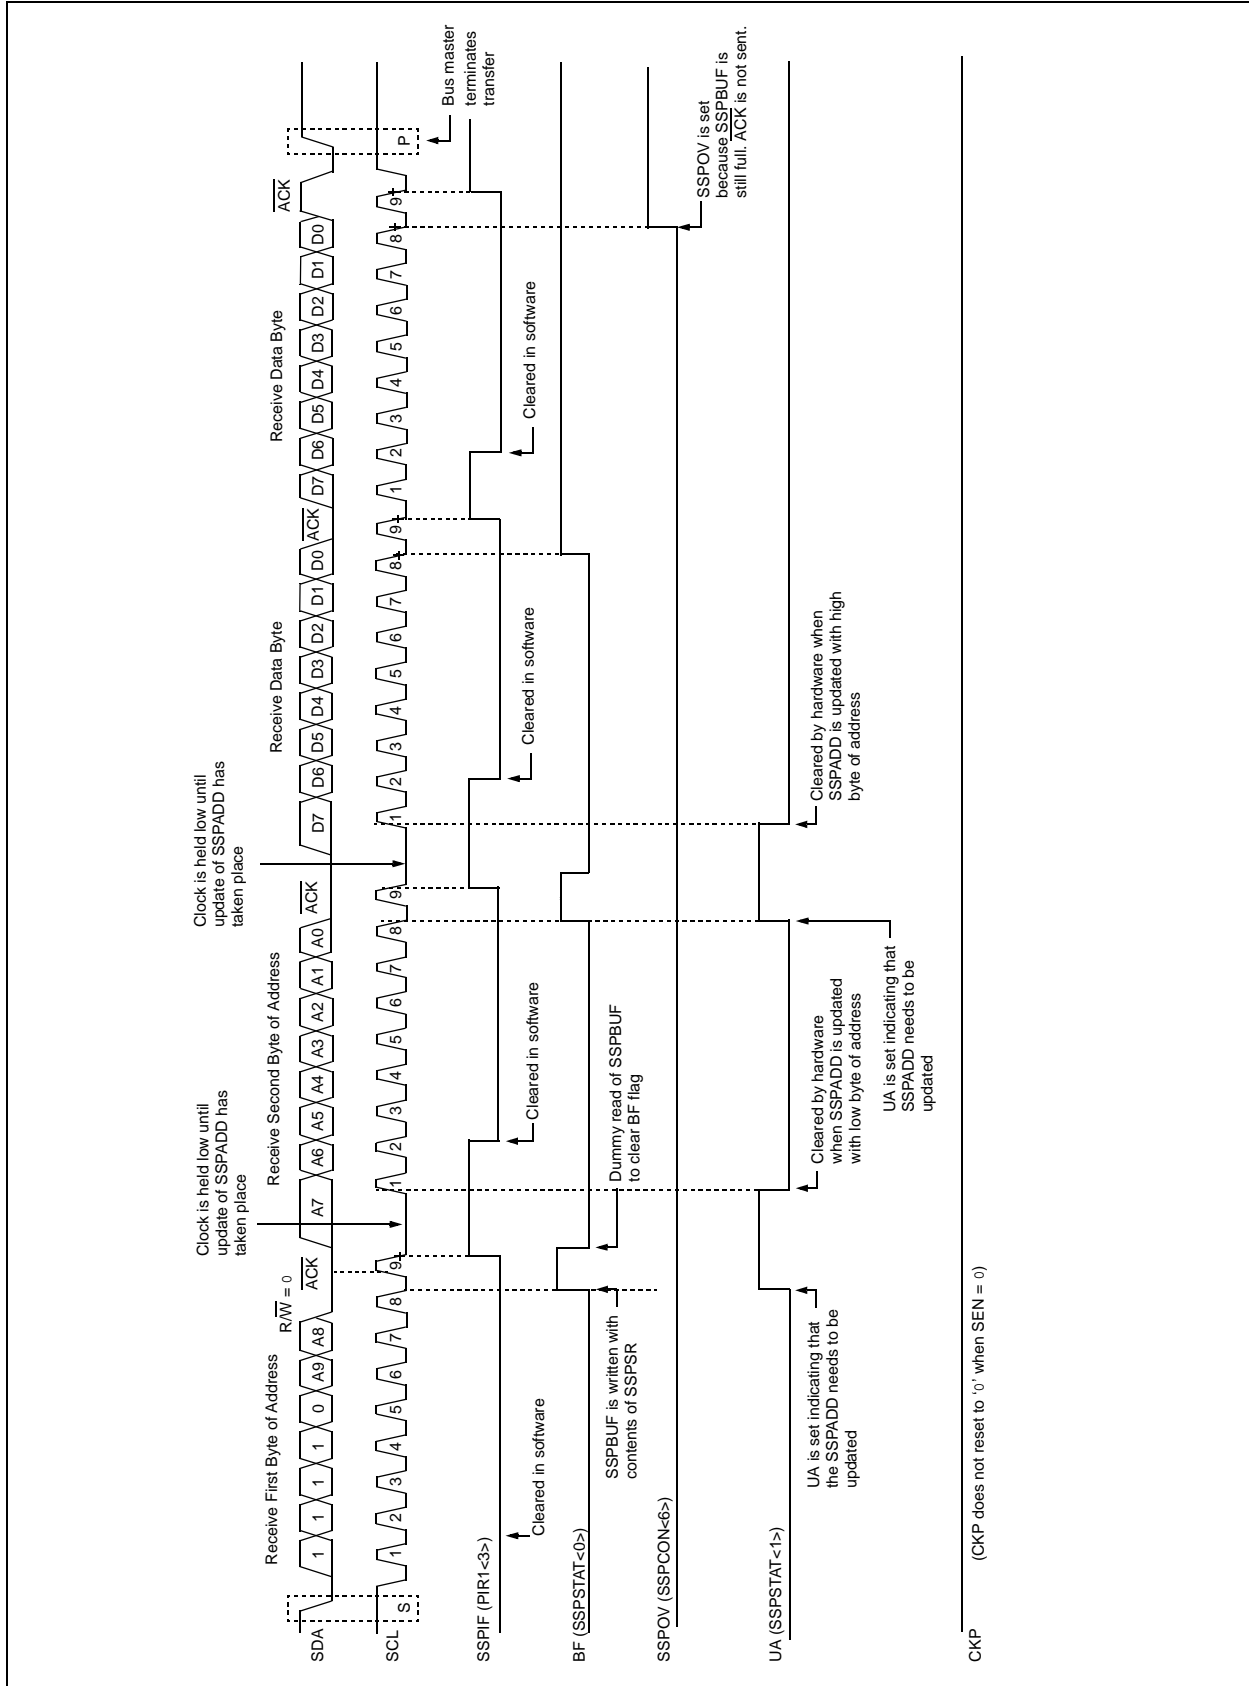 Receive First Byte of Address
R/W = 0
Receive Second Byte of Address
Clock is held low until
update of SSPADD has
taken place
Clock is held low until
update of SSPADD has
taken place
Receive Data Byte
Receive Data Byte
SDA
1 1 1 1 0 A9 A8 ACK A7 A6 A5 A4 A3 A2 A1 A0 ACK D7 D6 D5 D4 D3 D2 D1 D0 ACK D7 D6 D5 D4 D3 D2 D1 D0 ACK
SCL
S 1 2 3 4 5 6 7 8 9 1 2 3 4 5 6 7 8 9 1 2 3 4 5 6 7 8 9 1 2 3 4 5 6 7 8 9 P
Bus master
terminates
transfer
SSPIF (PIR1<3>)
Cleared in software
Cleared in software
Cleared in software
Cleared in software
BF (SSPSTAT<0>)
SSPBUF is written with
contents of SSPSR
Dummy read of SSPBUF
to clear BF flag
SSPOV (SSPCON<6>)
SSPOV is set
because SSPBUF is
still full. ACK is not sent.
UA (SSPSTAT<1>)
UA is set indicating that
the SSPADD needs to be
updated
Cleared by hardware
when SSPADD is updated
with low byte of address
UA is set indicating that
SSPADD needs to be
updated
Cleared by hardware when
SSPADD is updated with high
byte of address
CKP
(CKP does not reset to ‘0’ when SEN = 0)